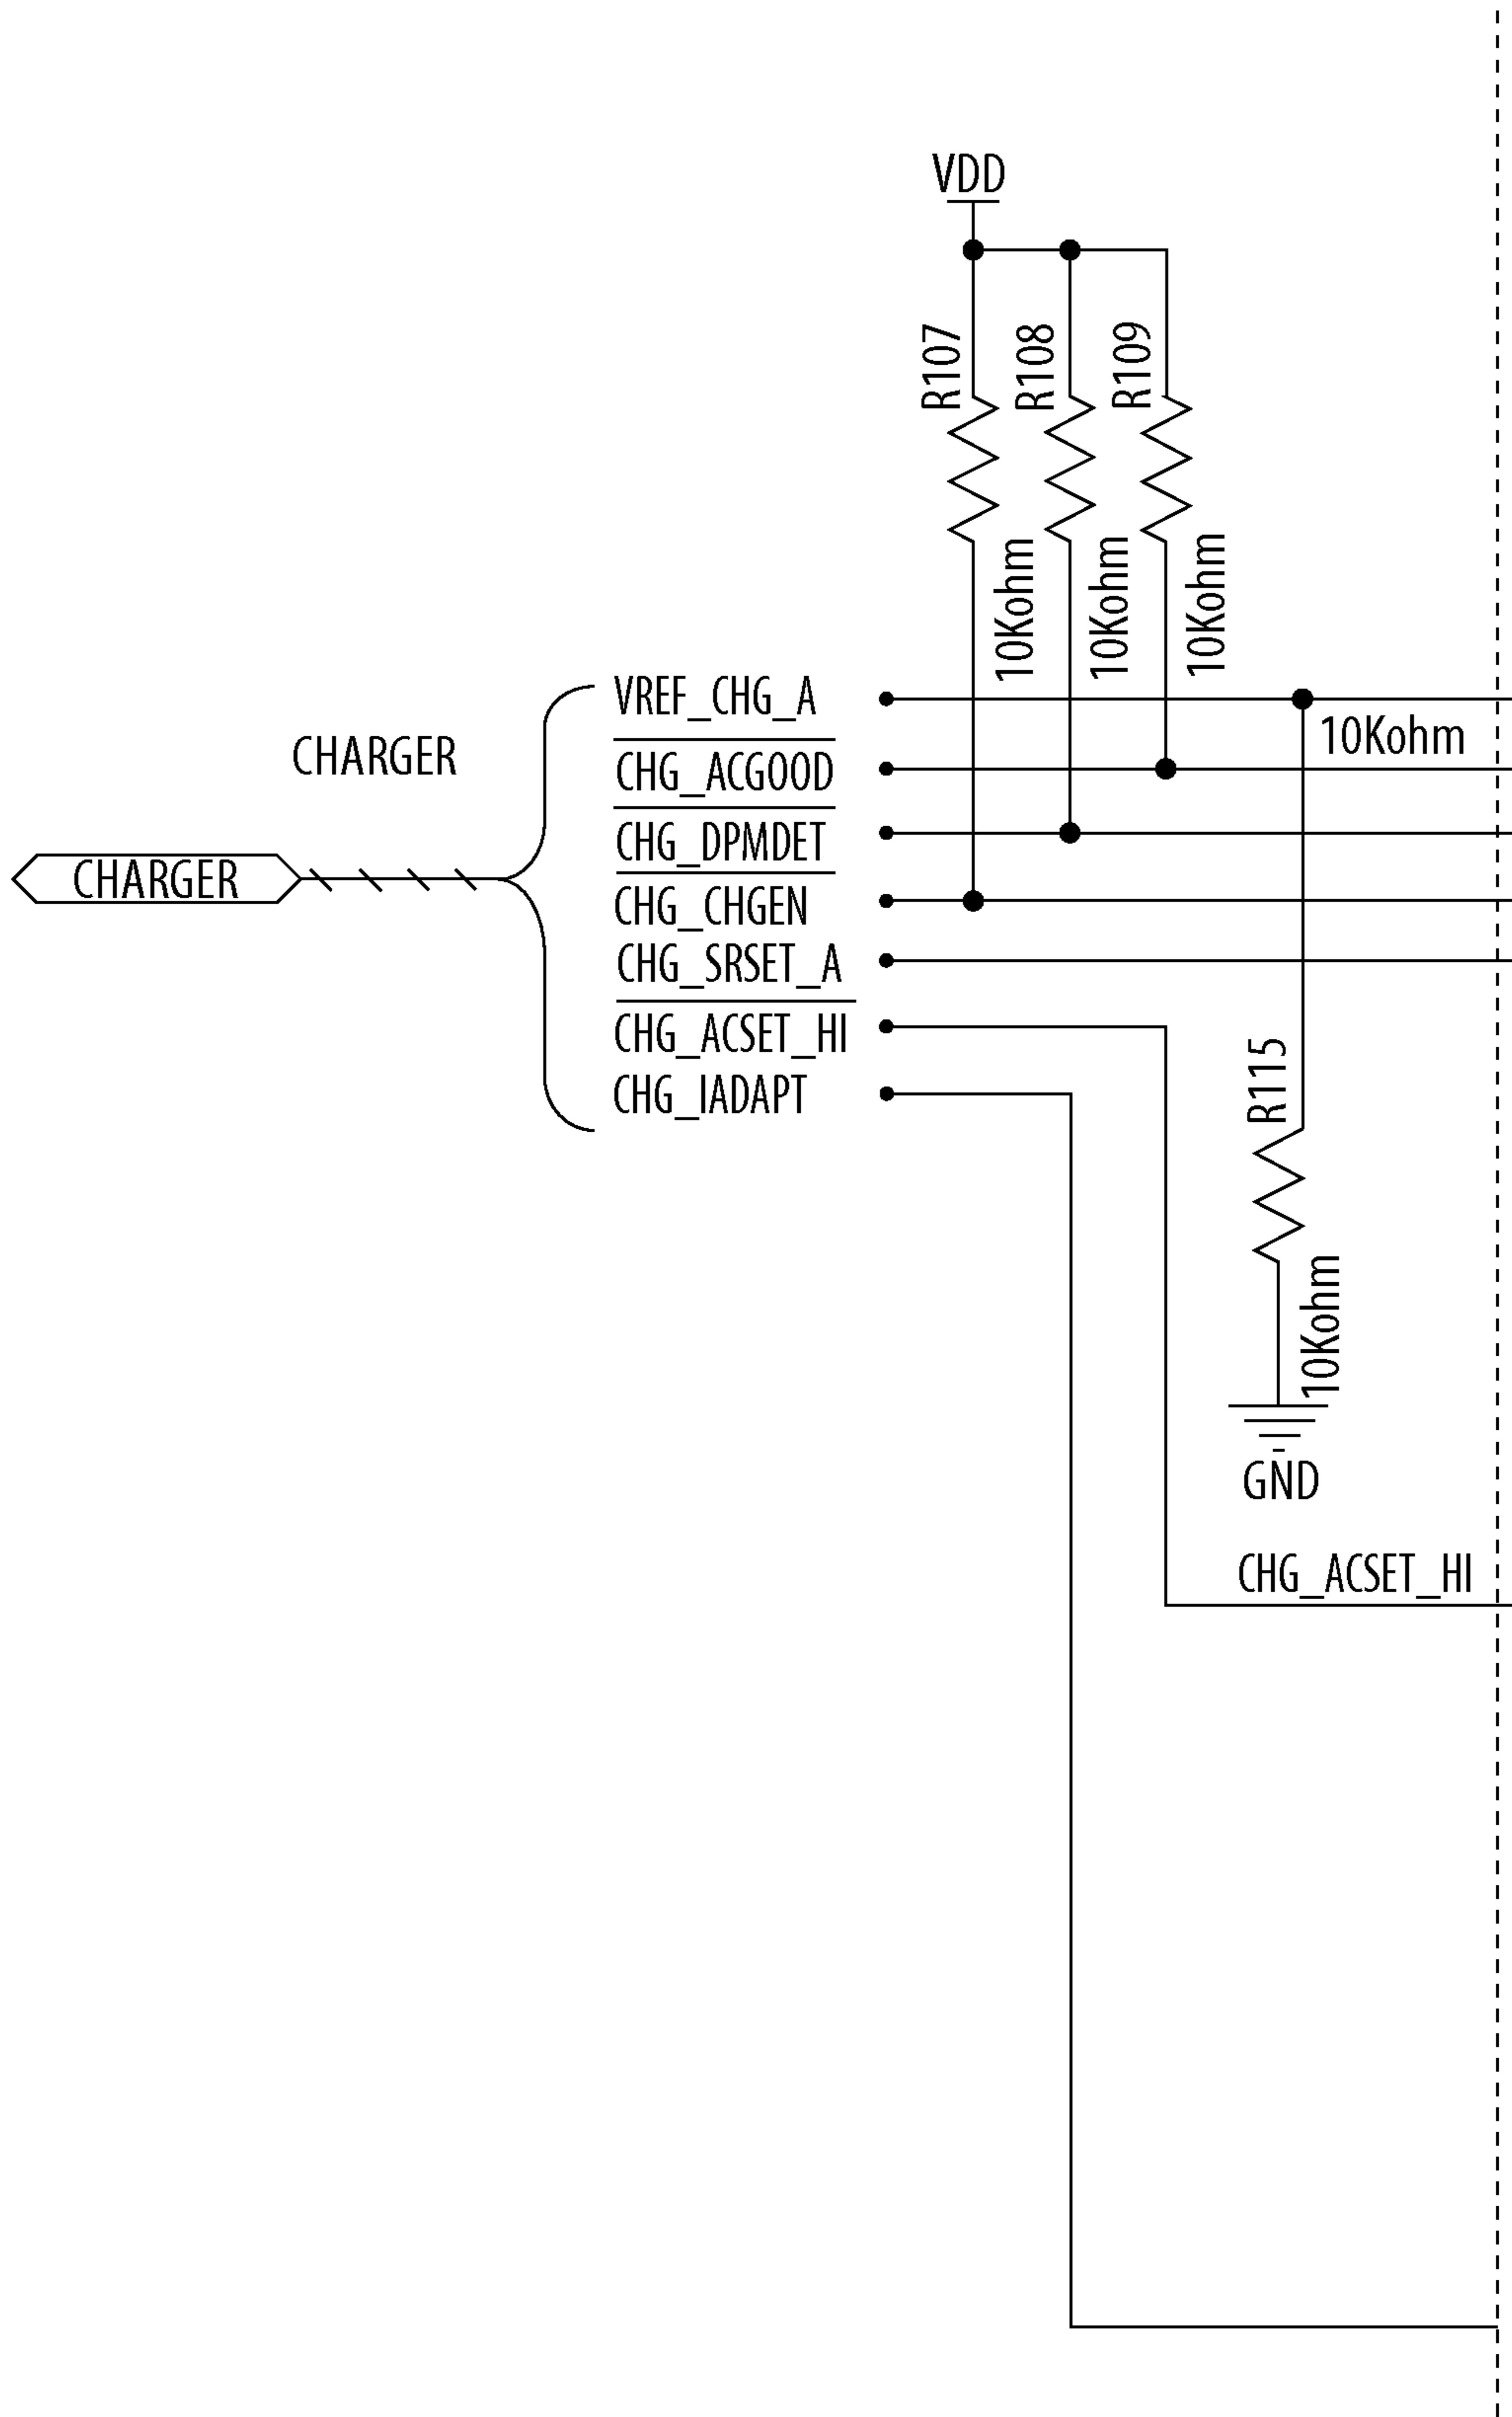 VDD
R107
R108
R109
10Kohm
10Kohm
10Kohm
VREF_CHG_A
10Kohm
CHARGER
CHG_ACGOOD
CHG_DPMDET
CHARGER
CHG_CHGEN
CHG_SRSET_A
CHG_ACSET_HI
R115
CHG_IADAPT
10Kohm
GND
CHG_ACSET_HI